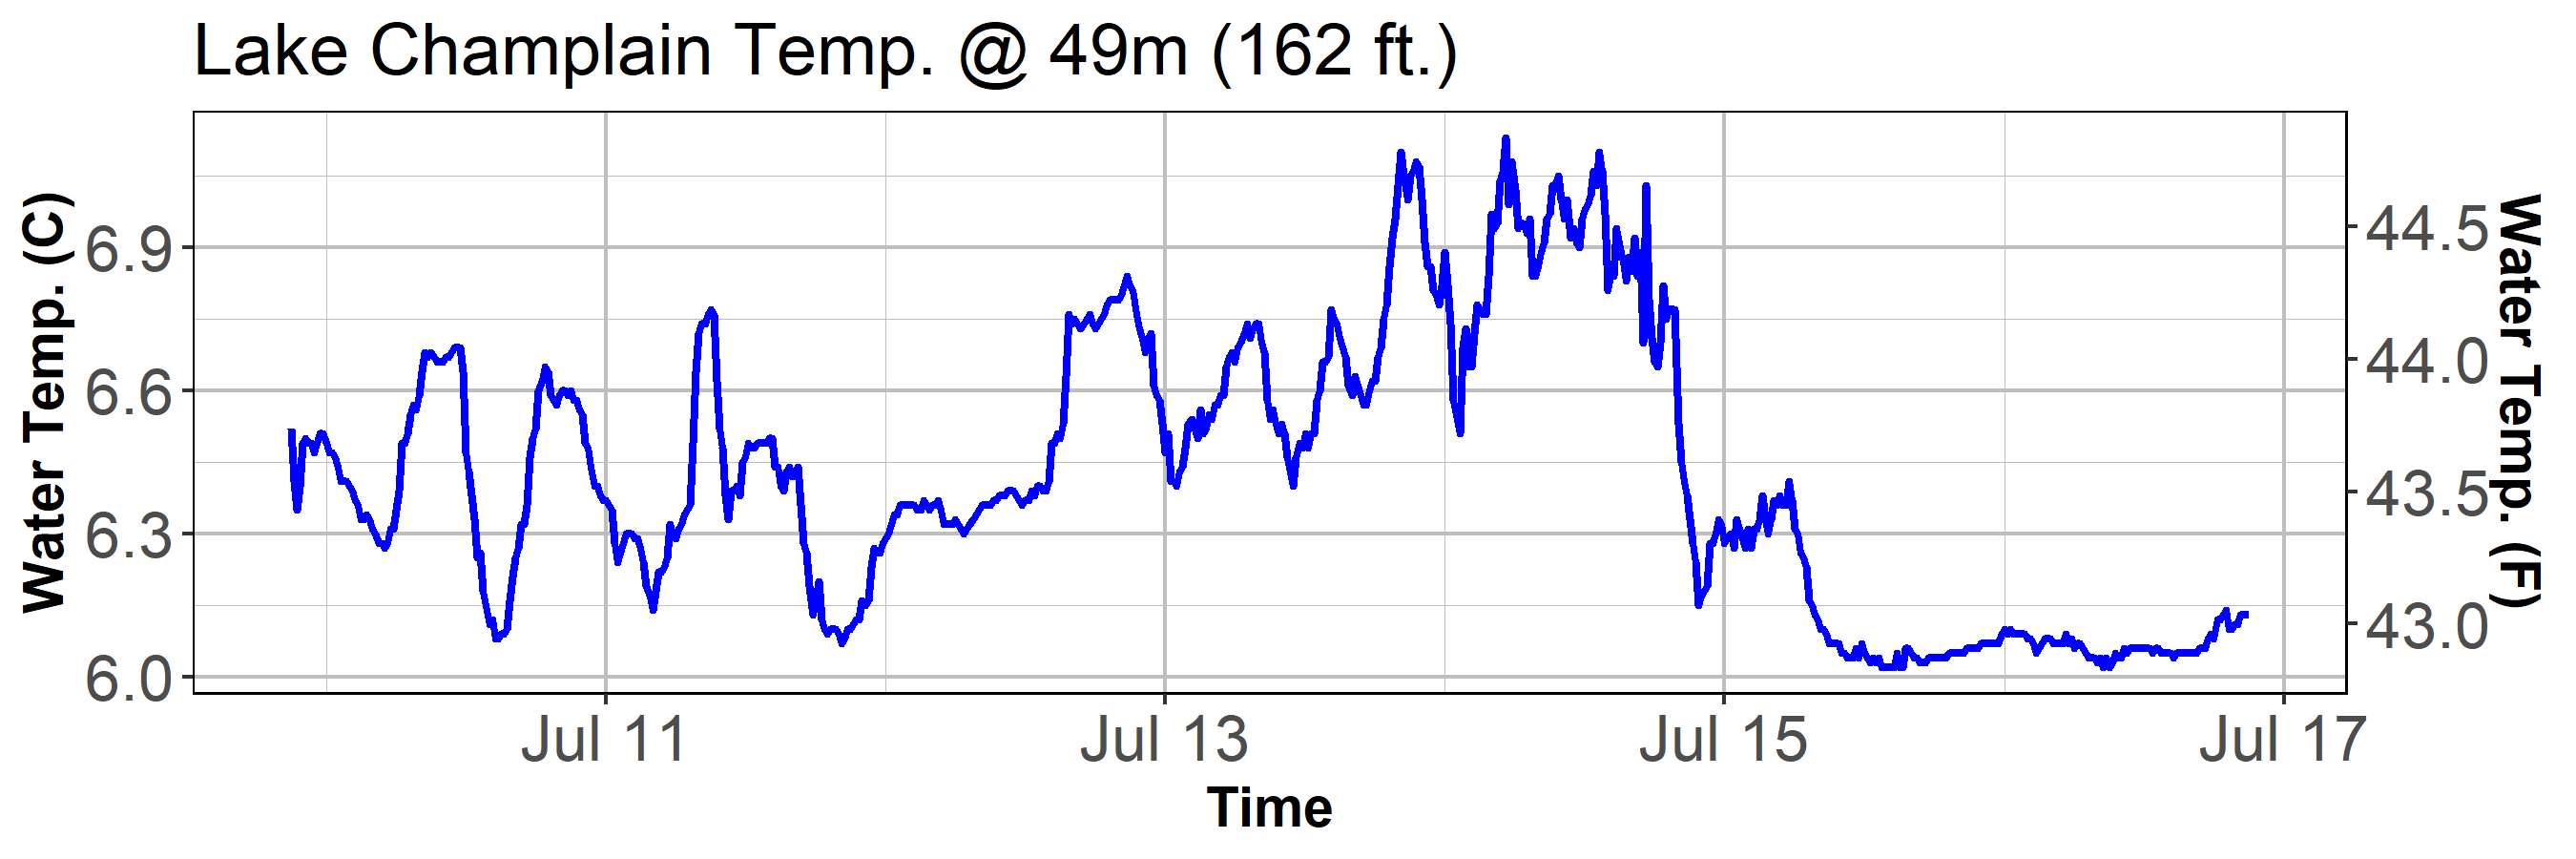 Lake Champlain Temp. @ 49m (162 ft.)
Water Temp. (C)
6.9
6.6
6.3
6.0
44.5
44.0
43.5
43.0
Water Temp. (F)
Jul 11 Jul 13 Jul 15 Jul 17
Time